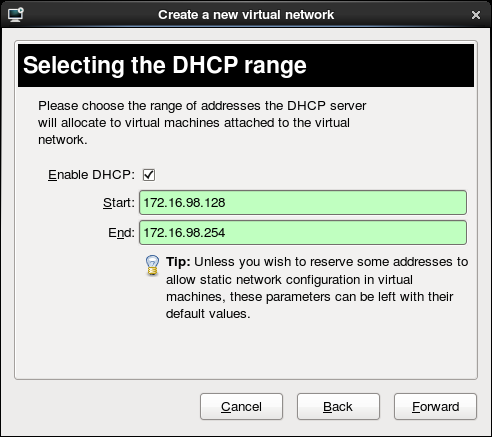 Create a new virtual network
Selecting the DHCP range
Please choose the range of addresses the DHCP server
will allocate to virtual machines attached to the virtual
network.
Enable DHCP:
Start: 172.16.98.128
End: 172.16.98.254
Tip: Unless you wish to reserve some addresses to
allow static network configuration in virtual
machines, these parameters can be left with their
default values.
Cancel Back Forward